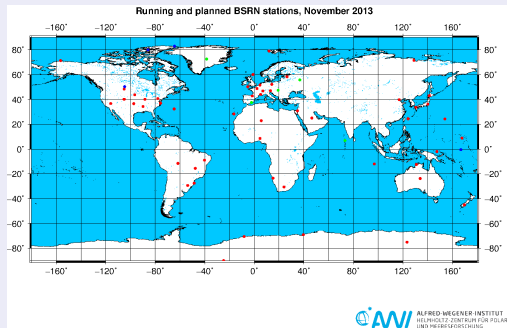 Running and planned BSRN stations, November 2013
−160° −120° −80° −40° 0° 40° 80° 120° 160°
80° 80°
60° 60°
40° 40°
20° 20°
0° 0°
−20° −20°
−40° −40°
−60° −60°
−80° −80°
−160° −120° −80° −40° 0° 40° 80° 120° 160°
AWI
ALFRED-WEGENER-INSTITUT
HELMHOLTZ-ZENTRUM FÜR POLAR-
UND MEERESFORSCHUNG